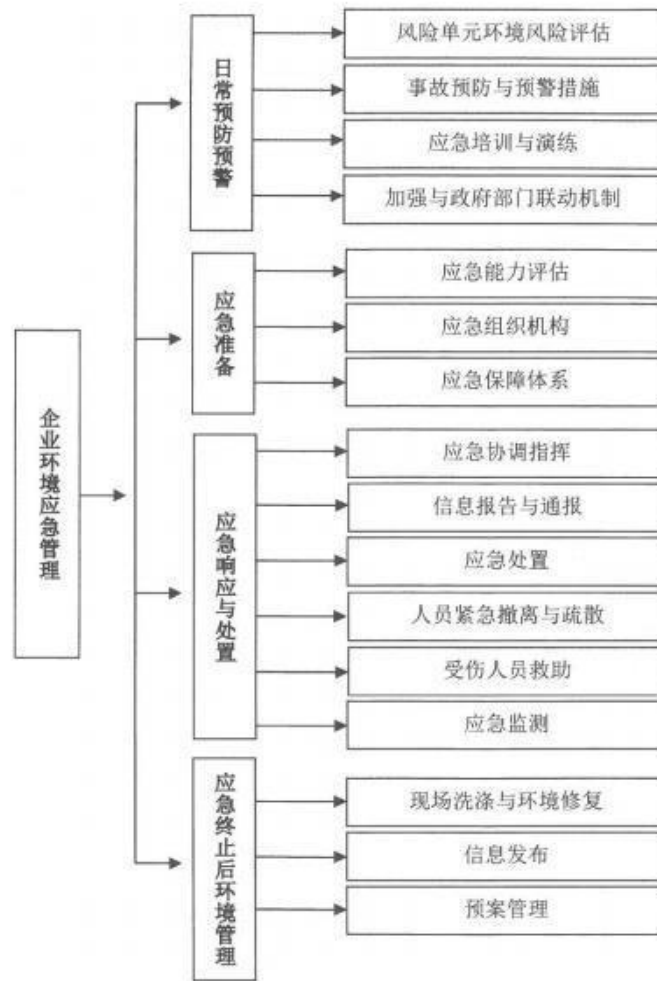 企业环境应急管理
日常预防预警
风险单元环境风险评估
事故预防与预警措施
应急培训与演练
加强与政府部门联动机制
应急准备
应急能力评估
应急组织机构
应急保障体系
应急响应与处置
应急协调指挥
信息报告与通报
应急处置
人员紧急撤离与疏散
受伤人员救助
应急监测
应急终止后环境管理
现场洗涤与环境修复
信息发布
预案管理